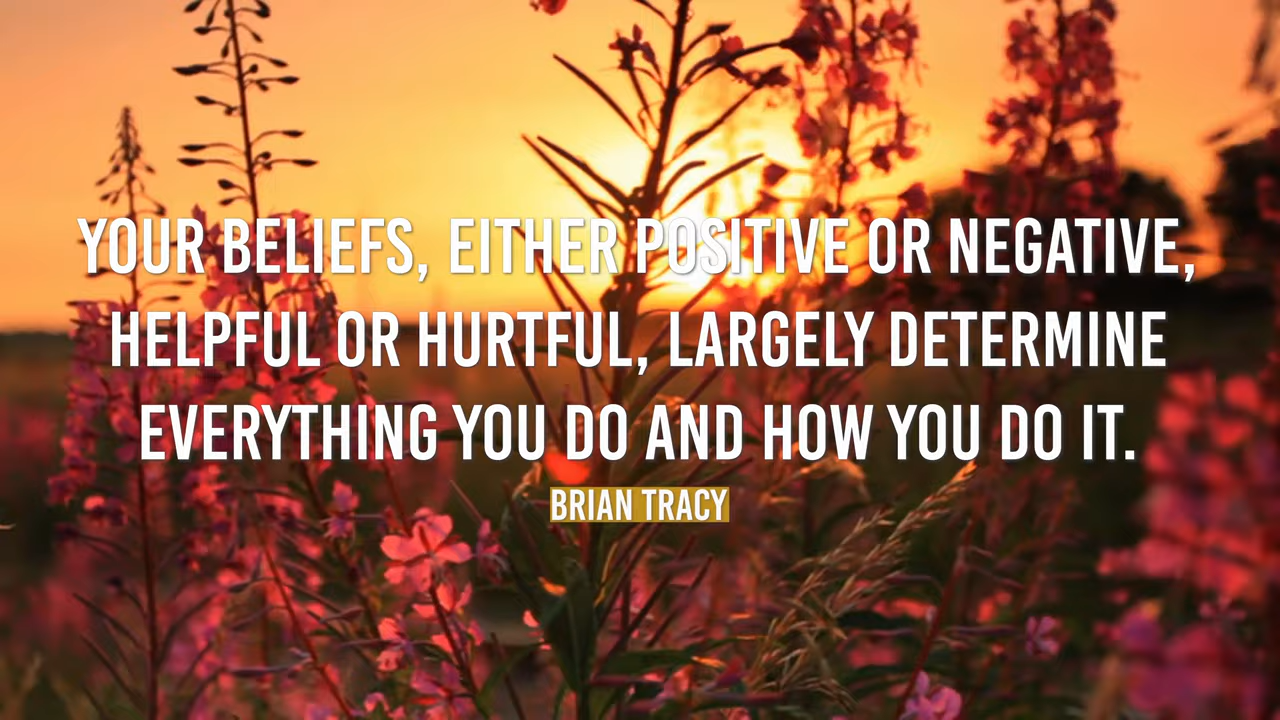 YOUR BELIEFS, EITHER POSITIVE OR NEGATIVE,
HELPFUL OR HURTFUL, LARGELY DETERMINE
EVERYTHING YOU DO AND HOW YOU DO IT.
BRIAN TRACY